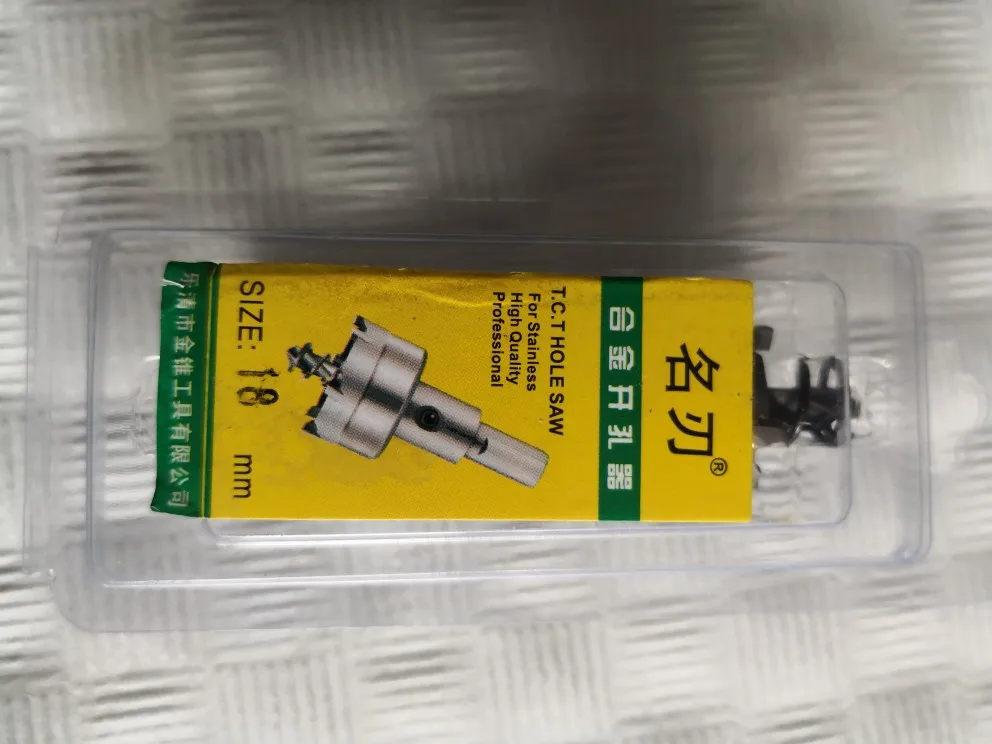 名刃®
合金开孔器
T.C.T HOLE SAW
For Stainless
High Quality
Professional
SIZE: 18 mm
乐清市金锥工具有限公司